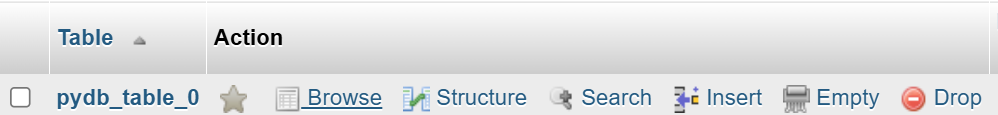 Table Action
pydb_table_0 Browse Structure Search Insert Empty Drop